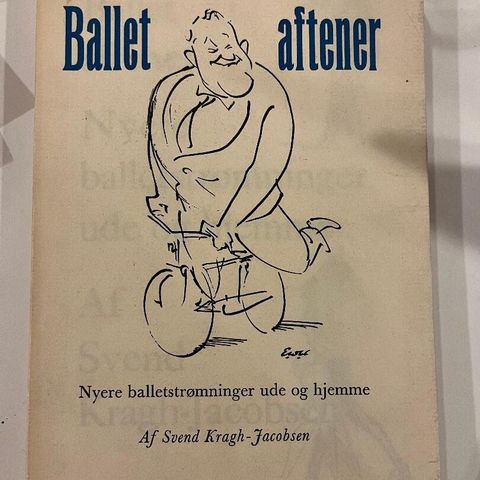 Ballet aftener
Nyere balletstrømninger ude og hjemme
Af Svend Kragh-Jacobsen